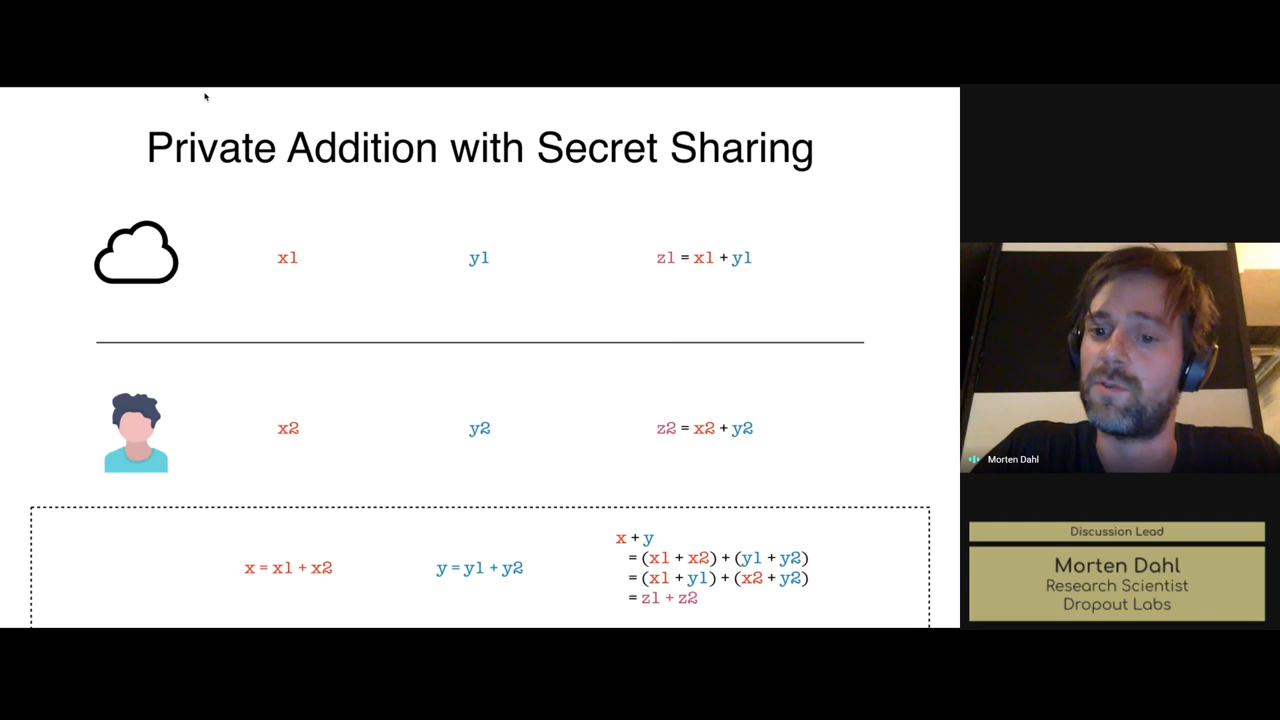 Private Addition with Secret Sharing
x1 y1 z1 = x1 + y1
x2 y2 z2 = x2 + y2
x + y
= (x1 + x2) + (y1 + y2)
x = x1 + x2 y = y1 + y2
= (x1 + y1) + (x2 + y2)
= z1 + z2
Morten Dahl
Discussion Lead
Morten Dahl
Research Scientist
Dropout Labs